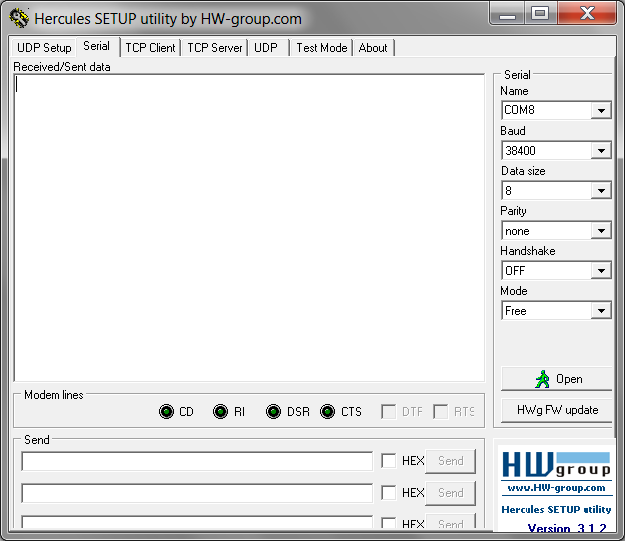 Hercules SETUP utility by HW-group.com
UDP Setup Serial TCP Client TCP Server UDP Test Mode About
Received/Sent data
Serial
Name
COM8
Baud
38400
Data size
8
Parity
none
Handshake
OFF
Mode
Free
Open
HWg FW update
Modem lines
CD RI DSR CTS DTR RTS
Send
HEX Send
HEX Send
HEX Send
HWgroup
www.HW-group.com
Hercules SETUP utility
Version 3.1.2